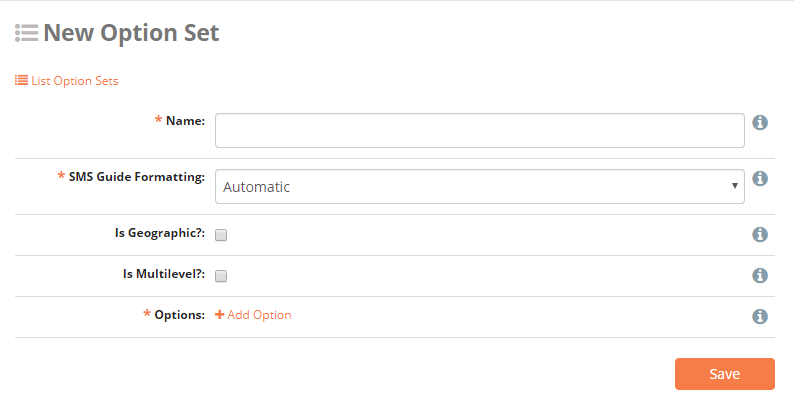 New Option Set
List Option Sets
* Name:
* SMS Guide Formatting:
Automatic
Is Geographic?:
Is Multilevel?:
* Options: + Add Option
Save